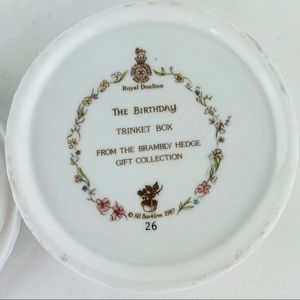 Royal Doulton
THE BIRTHDAY
TRINKET BOX
FROM THE BRAMBLY HEDGE
GIFT COLLECTION
© Jill Barklem 1987
26